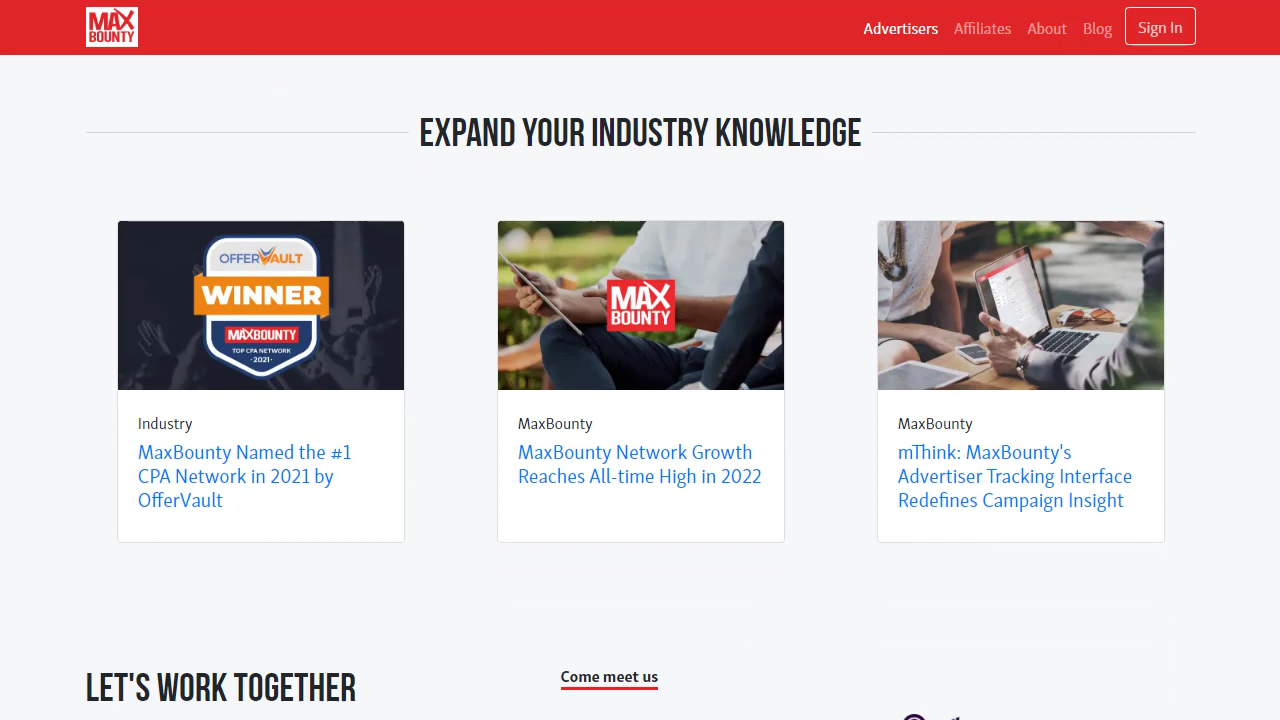 MAX
BOUNTY
Advertisers
Affiliates
About
Blog
Sign In
EXPAND YOUR INDUSTRY KNOWLEDGE
OFFERVAULT
WINNER
MAXBOUNTY
TOP CPA NETWORK
·2021·
MAX
BOUNTY
Industry
MaxBounty Named the #1
CPA Network in 2021 by
OfferVault
MaxBounty
MaxBounty Network Growth
Reaches All-time High in 2022
MaxBounty
mThink: MaxBounty's
Advertiser Tracking Interface
Redefines Campaign Insight
LET'S WORK TOGETHER
Come meet us